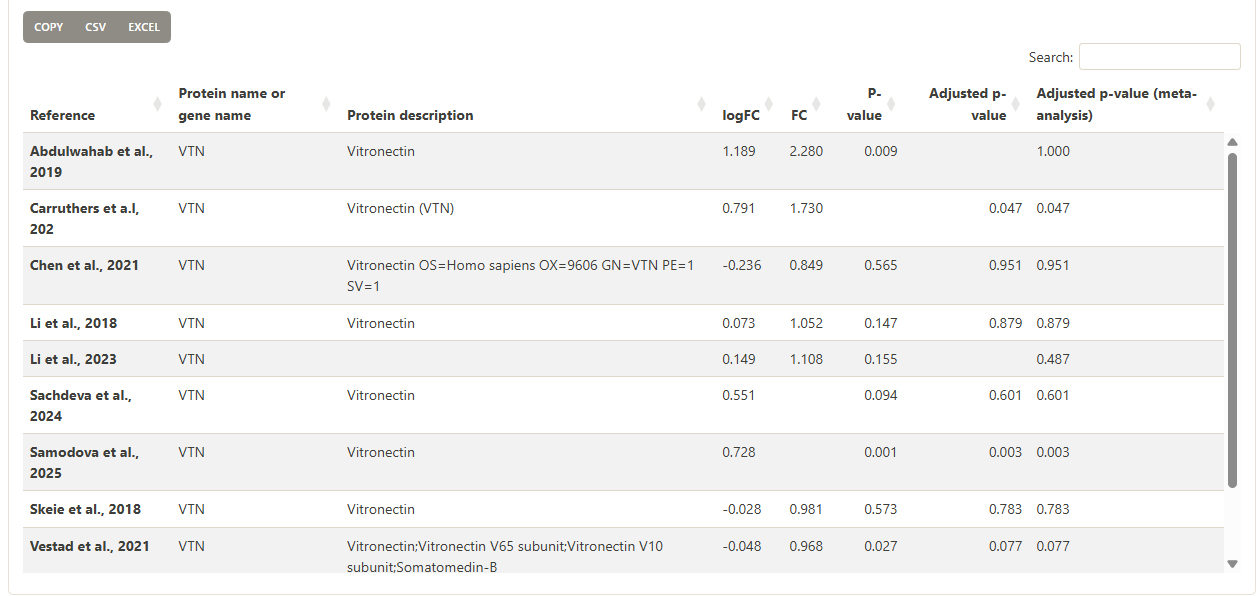 COPY CSV EXCEL
Search:
Reference Protein name or gene name Protein description logFC FC P-value Adjusted p-value Adjusted p-value (meta-analysis)
Abdulwahab et al., 2019 VTN Vitronectin 1.189 2.280 0.009 1.000
Carruthers et a.l, 202 VTN Vitronectin (VTN) 0.791 1.730 0.047 0.047
Chen et al., 2021 VTN Vitronectin OS=Homo sapiens OX=9606 GN=VTN PE=1 SV=1 -0.236 0.849 0.565 0.951 0.951
Li et al., 2018 VTN Vitronectin 0.073 1.052 0.147 0.879 0.879
Li et al., 2023 VTN Vitronectin 0.149 1.108 0.155 0.487
Sachdeva et al., 2024 VTN Vitronectin 0.551 0.094 0.601 0.601
Samodova et al., 2025 VTN Vitronectin 0.728 0.001 0.003 0.003
Skeie et al., 2018 VTN Vitronectin -0.028 0.981 0.573 0.783 0.783
Vestad et al., 2021 VTN Vitronectin;Vitronectin V65 subunit;Vitronectin V10 subunit;Somatomedin-B -0.048 0.968 0.027 0.077 0.077